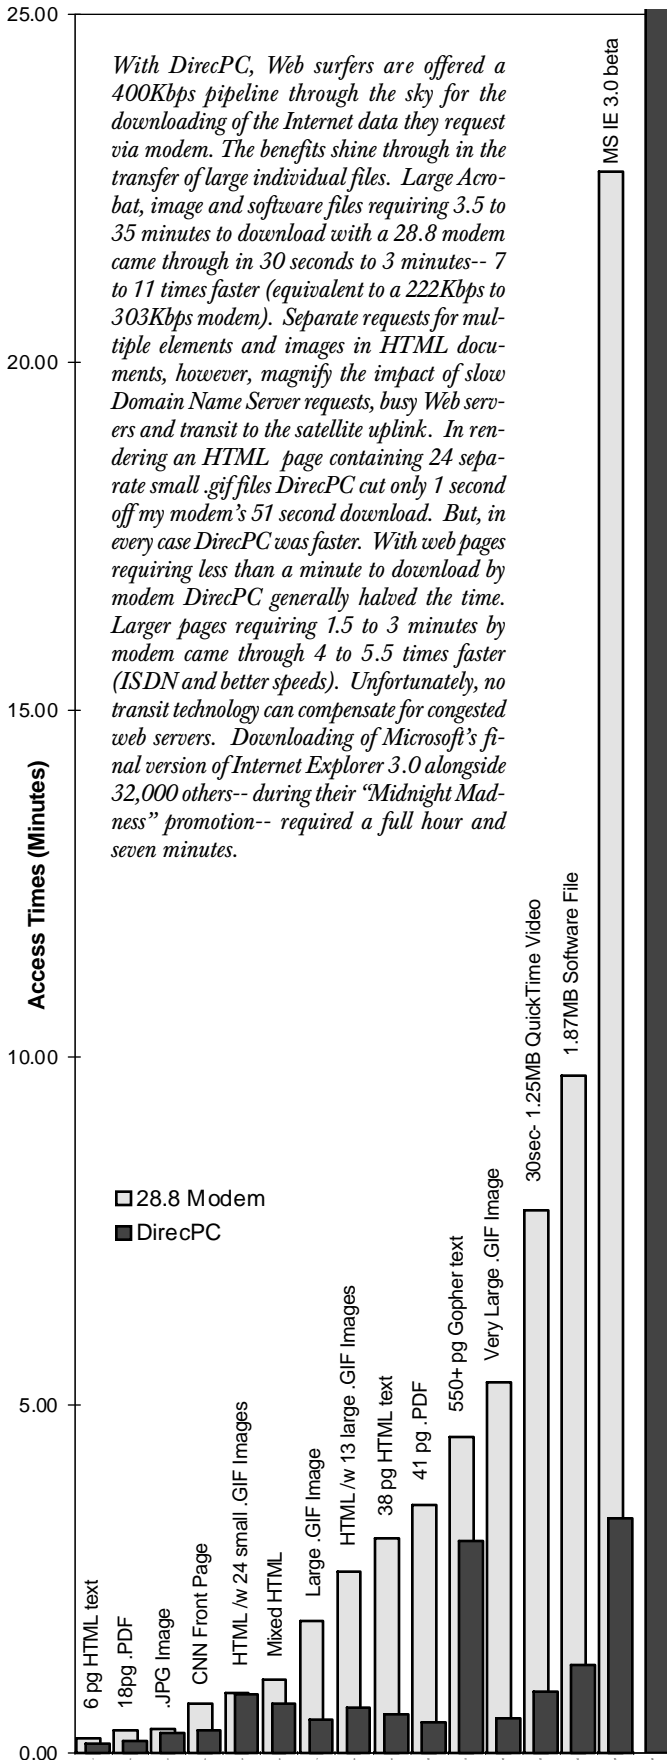 25.00
With DirecPC, Web surfers are offered a
400Kbps pipeline through the sky for the
downloading of the Internet data they request
via modem. The benefits shine through in the
transfer of large individual files. Large Acro-
bat, image and software files requiring 3.5 to
35 minutes to download with a 28.8 modem
came through in 30 seconds to 3 minutes-- 7
to 11 times faster (equivalent to a 222Kbps to
303Kbps modem). Separate requests for mul-
tiple elements and images in HTML docu-
ments, however, magnify the impact of slow
Domain Name Server requests, busy Web serv-
ers and transit to the satellite uplink. In ren-
dering an HTML page containing 24 sepa-
rate small .gif files DirecPC cut only 1 second
off my modem's 51 second download. But, in
every case DirecPC was faster. With web pages
requiring less than a minute to download by
modem DirecPC generally halved the time.
Larger pages requiring 1.5 to 3 minutes by
modem came through 4 to 5.5 times faster
(ISDN and better speeds). Unfortunately, no
transit technology can compensate for congested
web servers. Downloading of Microsoft's fi-
nal version of Internet Explorer 3.0 alongside
32,000 others-- during their “Midnight Mad-
ness” promotion-- required a full hour and
seven minutes.
20.00
15.00
10.00
5.00
0.00
Access Times (Minutes)
28.8 Modem
DirecPC
6 pg HTML text
18pg .PDF
.JPG Image
CNN Front Page
HTML /w 24 small .GIF Images
Mixed HTML
Large .GIF Image
HTML /w 13 large .GIF Images
38 pg HTML text
41 pg .PDF
550+ pg Gopher text
Very Large .GIF Image
30sec- 1.25MB QuickTime Video
1.87MB Software File
MS IE 3.0 beta